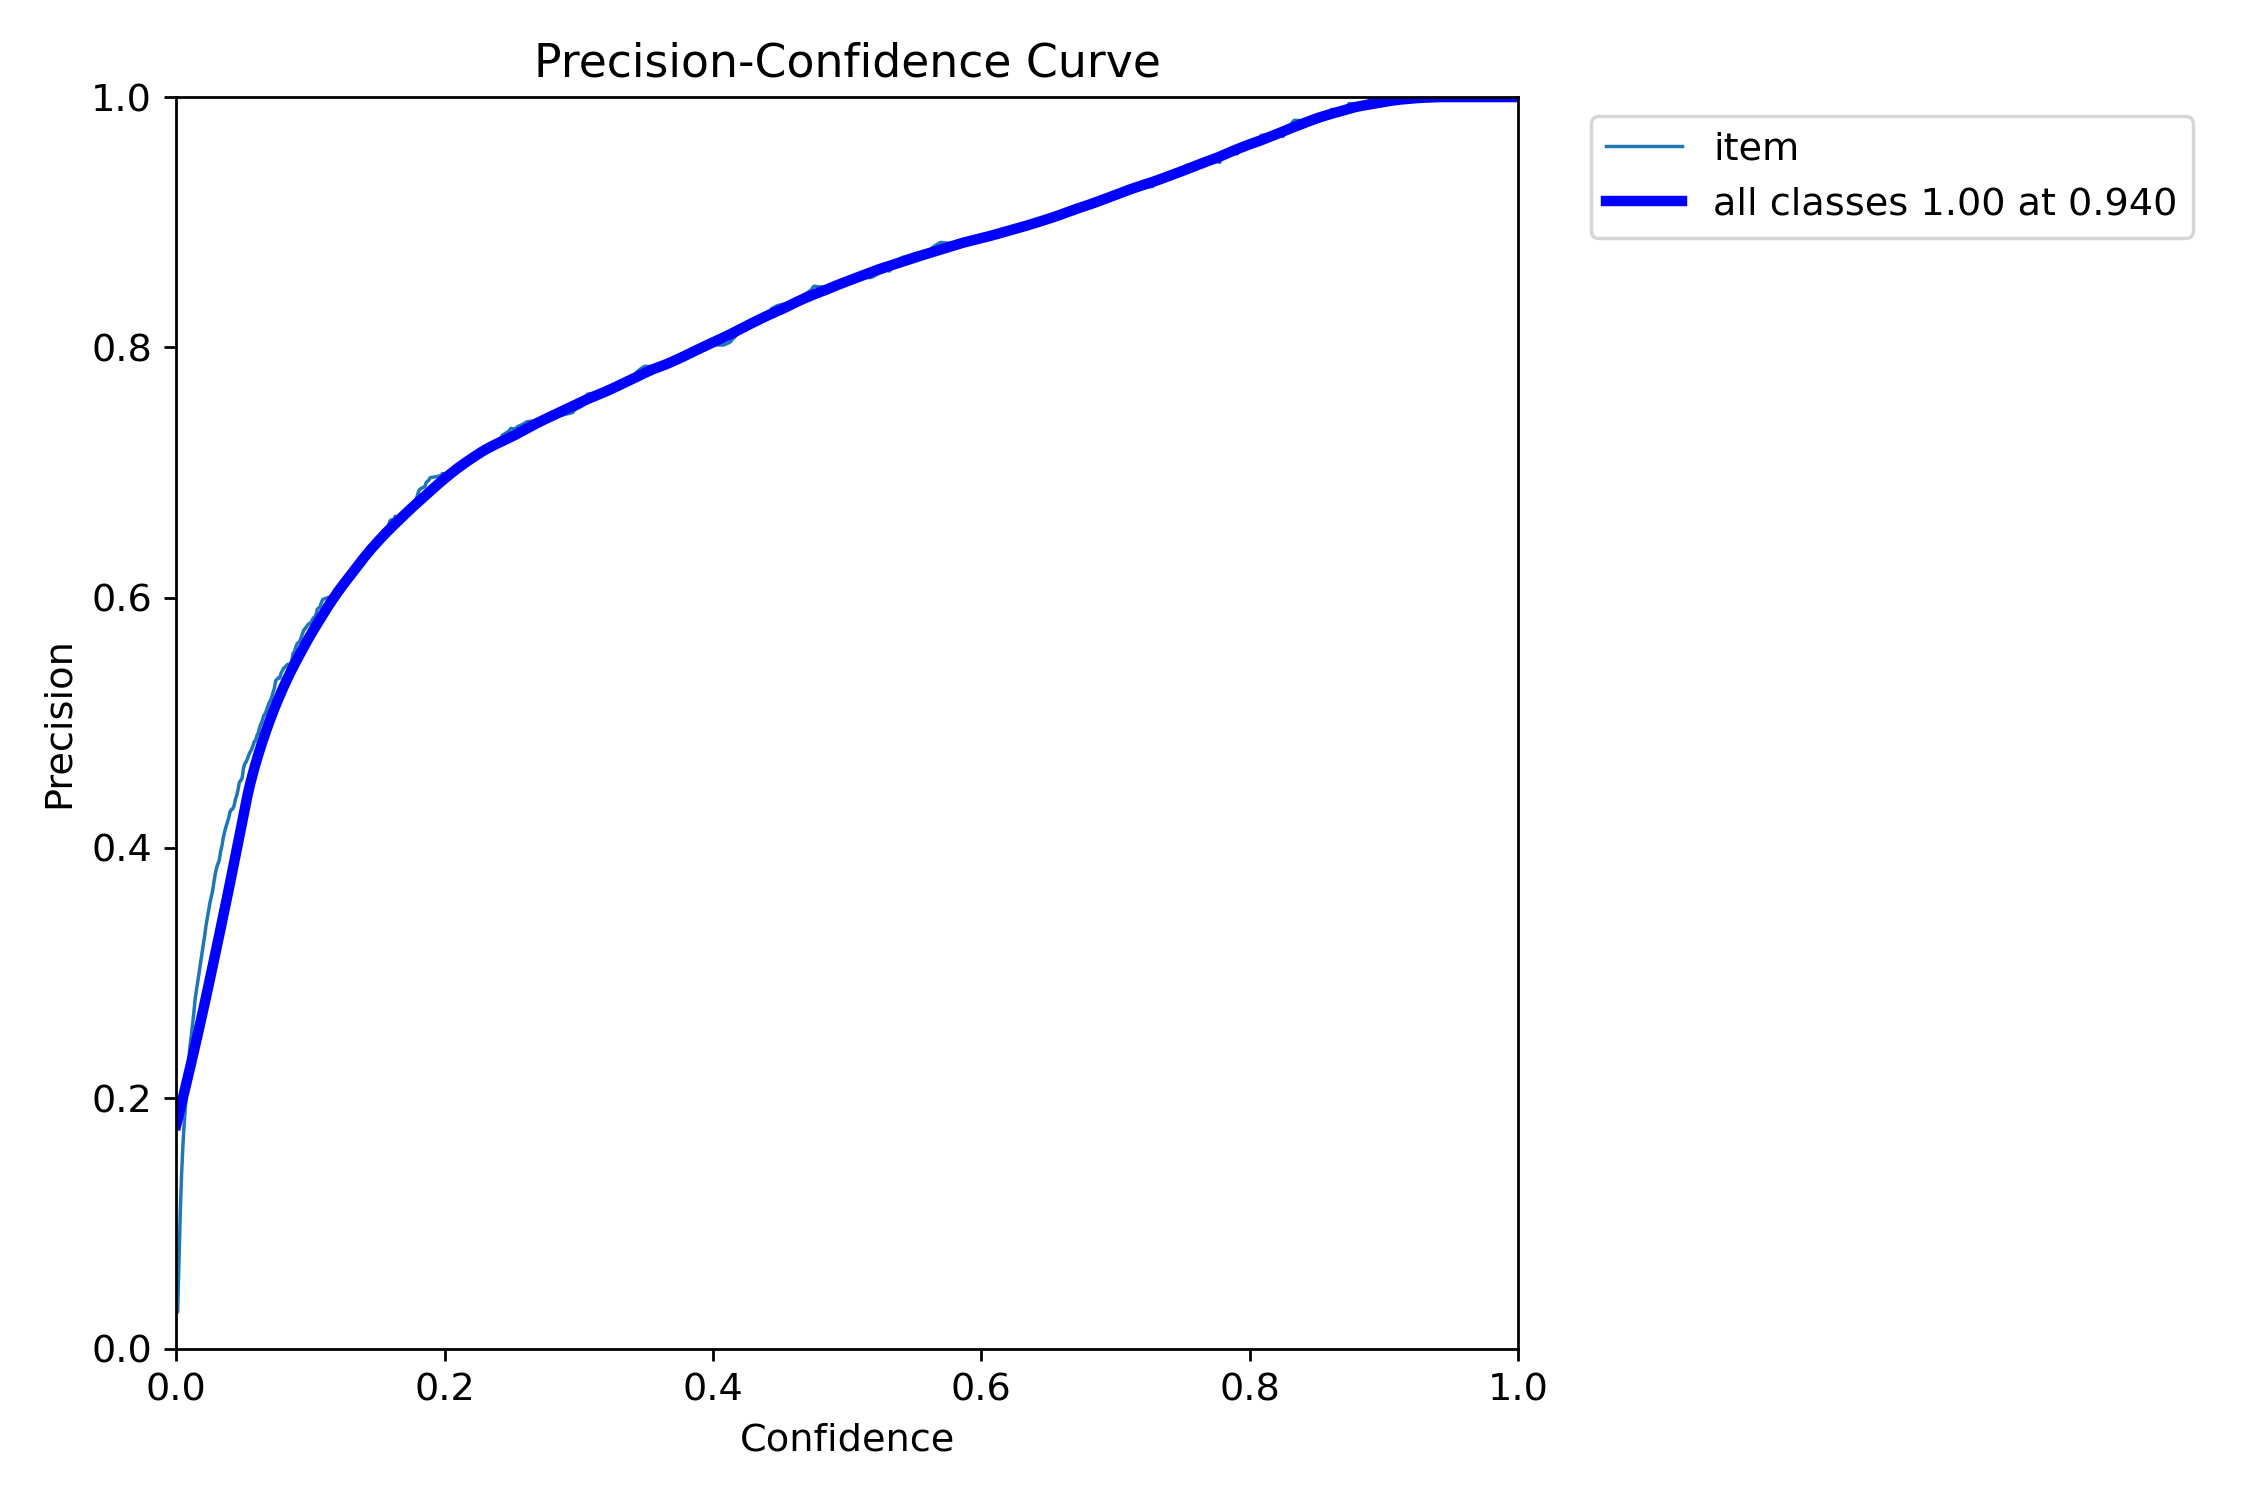 Precision-Confidence Curve
1.0
0.8
0.6
0.4
0.2
0.0
Precision
0.0 0.2 0.4 0.6 0.8 1.0
Confidence
item
all classes 1.00 at 0.940